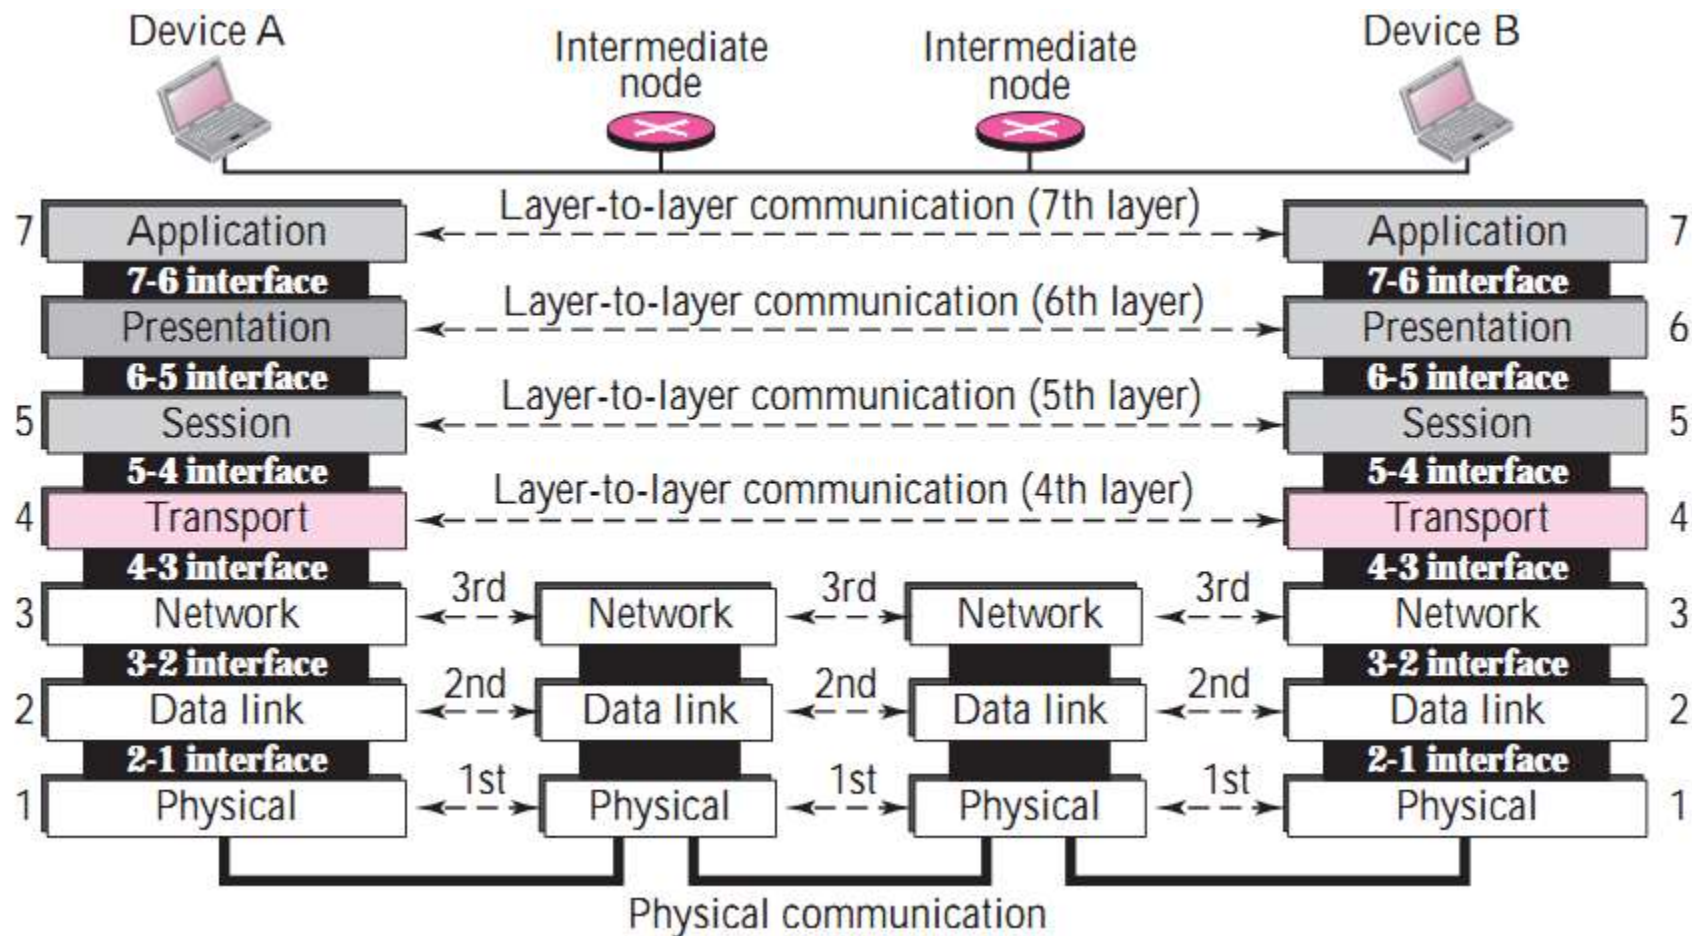 Device A
Intermediate
node
Intermediate
node
Device B
Layer-to-layer communication (7th layer)
7 Application
Application 7
7-6 interface
7-6 interface
Layer-to-layer communication (6th layer)
Presentation
Presentation 6
6-5 interface
6-5 interface
Layer-to-layer communication (5th layer)
5 Session
Session 5
5-4 interface
5-4 interface
Layer-to-layer communication (4th layer)
4 Transport
Transport 4
4-3 interface
4-3 interface
3rd 3rd 3rd
3 Network Network Network Network 3
3-2 interface
3-2 interface
2nd 2nd 2nd
2 Data link Data link Data link Data link 2
2-1 interface
2-1 interface
1st 1st 1st
1 Physical Physical Physical Physical 1
Physical communication